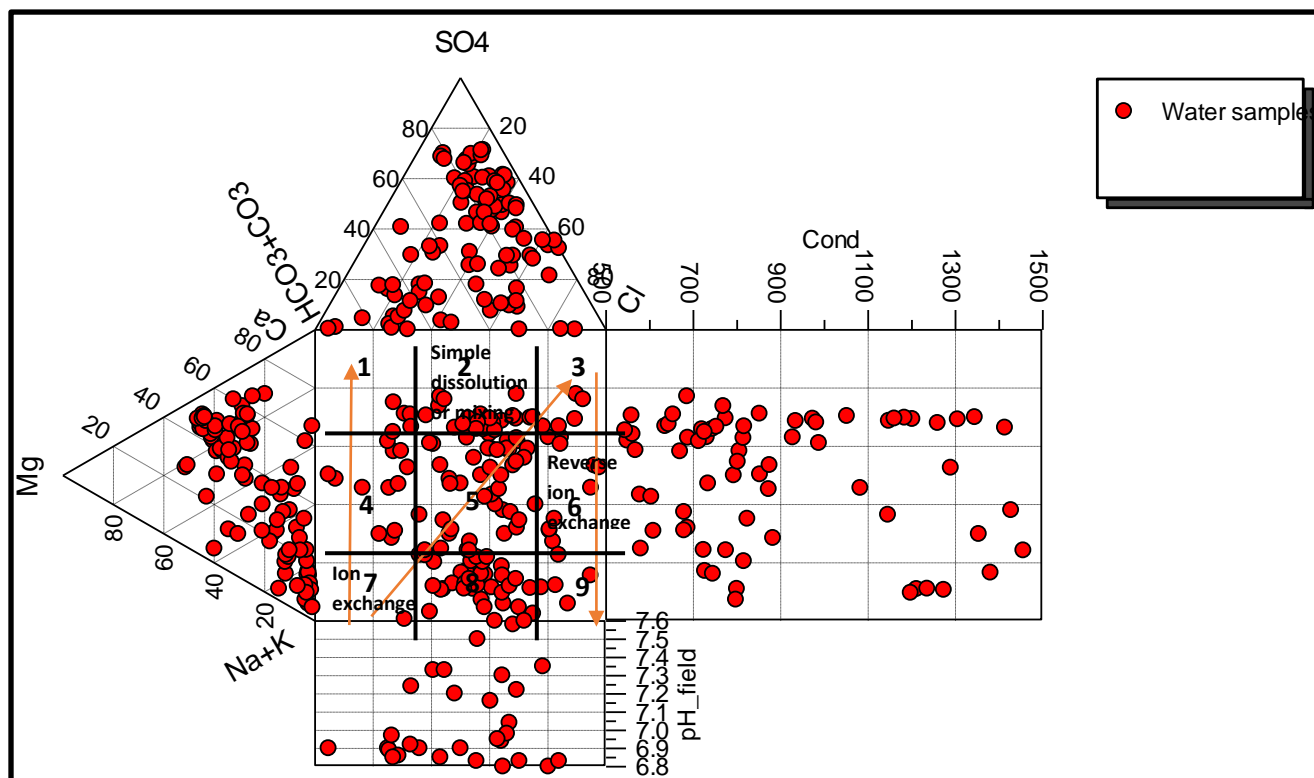 SO4
Water samples
80
20
60
40
40
60
20
80
HCO3+CO3
Cl
Cond
500
700
900
1100
1300
1500
Ca
80
60
40
20
Mg
80
60
40
20
Na+K
1
2
3
Simple
dissolution
or mixing
4
5
6
Reverse
ion
exchange
7
8
9
Ion
exchange
7.6
7.5
7.4
7.3
7.2
7.1
7.0
6.9
6.8
pH_field